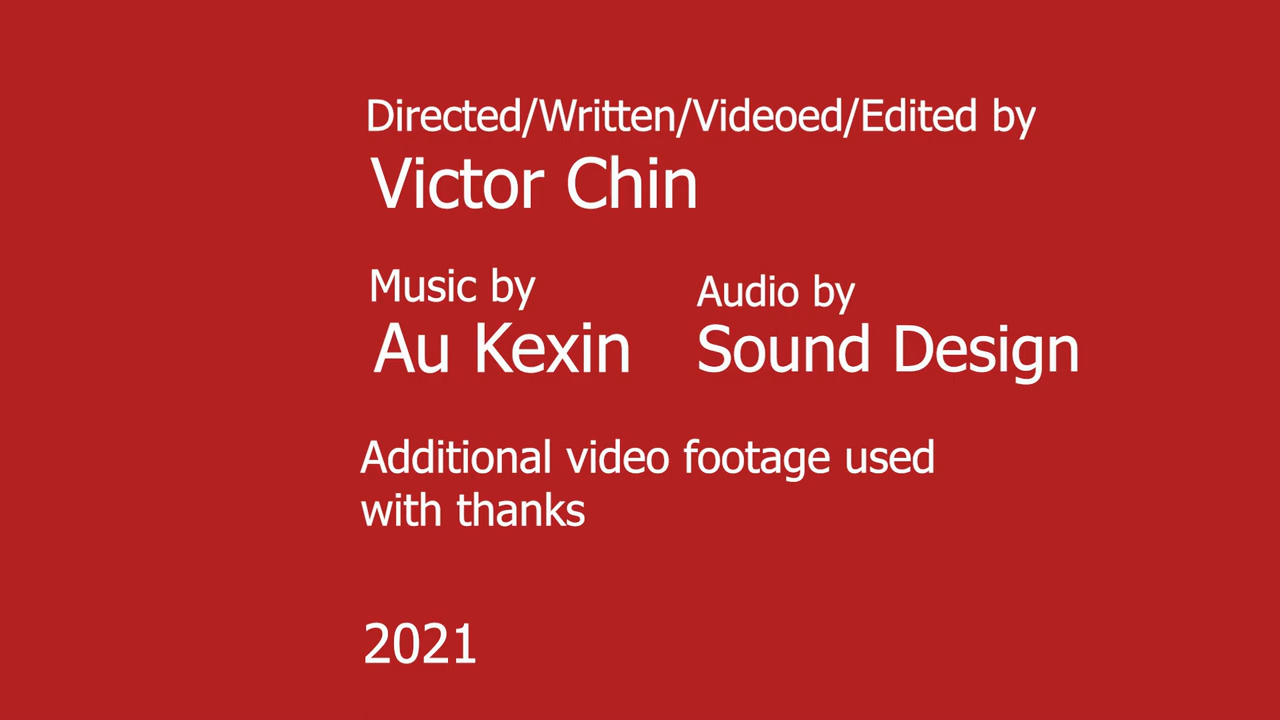 Directed/Written/Videoed/Edited by
Victor Chin
Music by
Au Kexin
Audio by
Sound Design
Additional video footage used
with thanks
2021